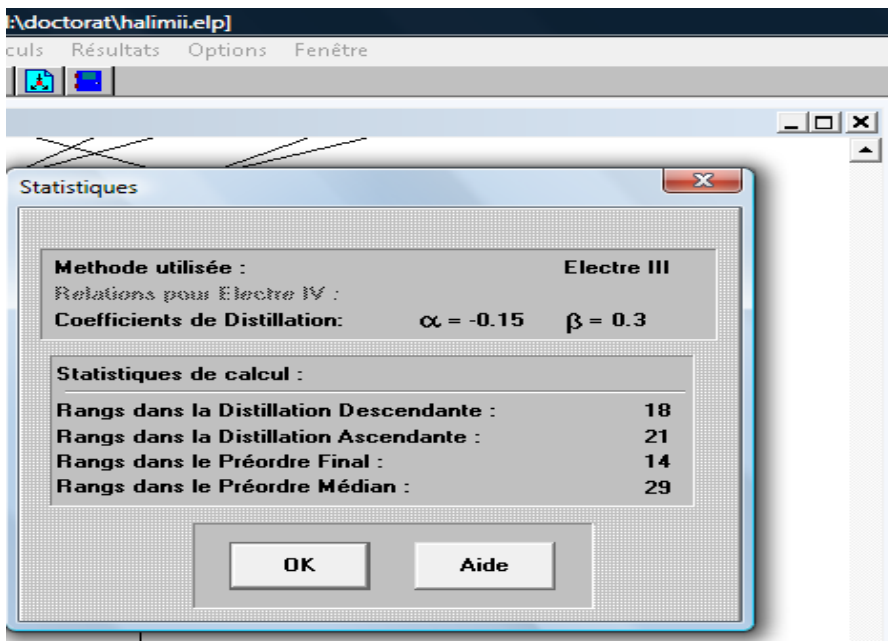 l:\doctorat\halimii.elp]
culs Résultats Options Fenêtre
Statistiques
Methode utilisée : Electre III
Relations pour Electre IV :
Coefficients de Distillation: α = -0.15 β = 0.3
Statistiques de calcul :
Rangs dans la Distillation Descendante : 18
Rangs dans la Distillation Ascendante : 21
Rangs dans le Préordre Final : 14
Rangs dans le Préordre Médian : 29
OK Aide